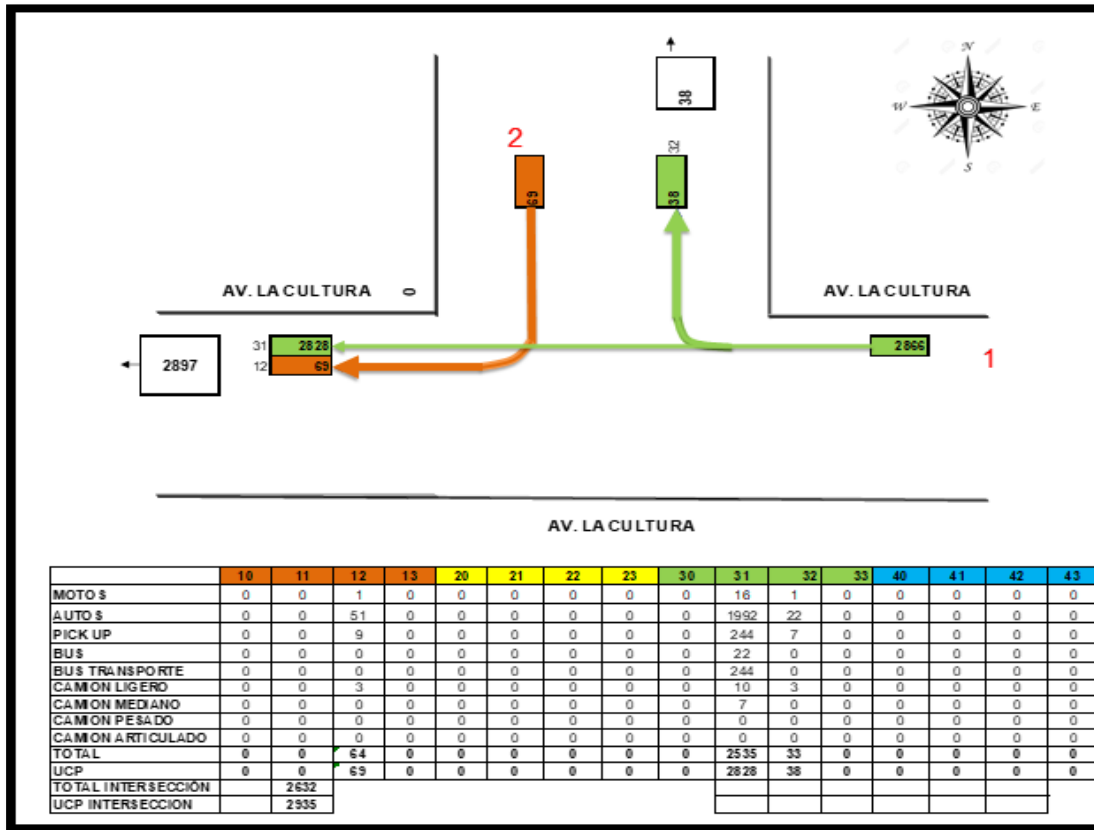 N
W E
S
38
2
32
69
38
AV. LA CULTURA 0 AV. LA CULTURA
31 2828 2866
2897
12 69
1
AV. LA CULTURA
10 11 12 13 20 21 22 23 30 31 32 33 40 41 42 43
MOTOS 0 0 1 0 0 0 0 0 0 16 1 0 0 0 0 0
AUTOS 0 0 51 0 0 0 0 0 0 1992 22 0 0 0 0 0
PICK UP 0 0 9 0 0 0 0 0 0 244 7 0 0 0 0 0
BUS 0 0 0 0 0 0 0 0 0 22 0 0 0 0 0 0
BUS TRANSPORTE 0 0 0 0 0 0 0 0 0 244 0 0 0 0 0 0
CAMION LIGERO 0 0 3 0 0 0 0 0 0 10 3 0 0 0 0 0
CAMION MEDIANO 0 0 0 0 0 0 0 0 0 7 0 0 0 0 0 0
CAMION PESADO 0 0 0 0 0 0 0 0 0 0 0 0 0 0 0 0
CAMION ARTICULADO 0 0 0 0 0 0 0 0 0 0 0 0 0 0 0 0
TOTAL 0 0 64 0 0 0 0 0 0 2535 33 0 0 0 0 0
UCP 0 0 69 0 0 0 0 0 0 2828 38 0 0 0 0 0
TOTAL INTERSECCIÓN 2632
UCP INTERSECCION 2935